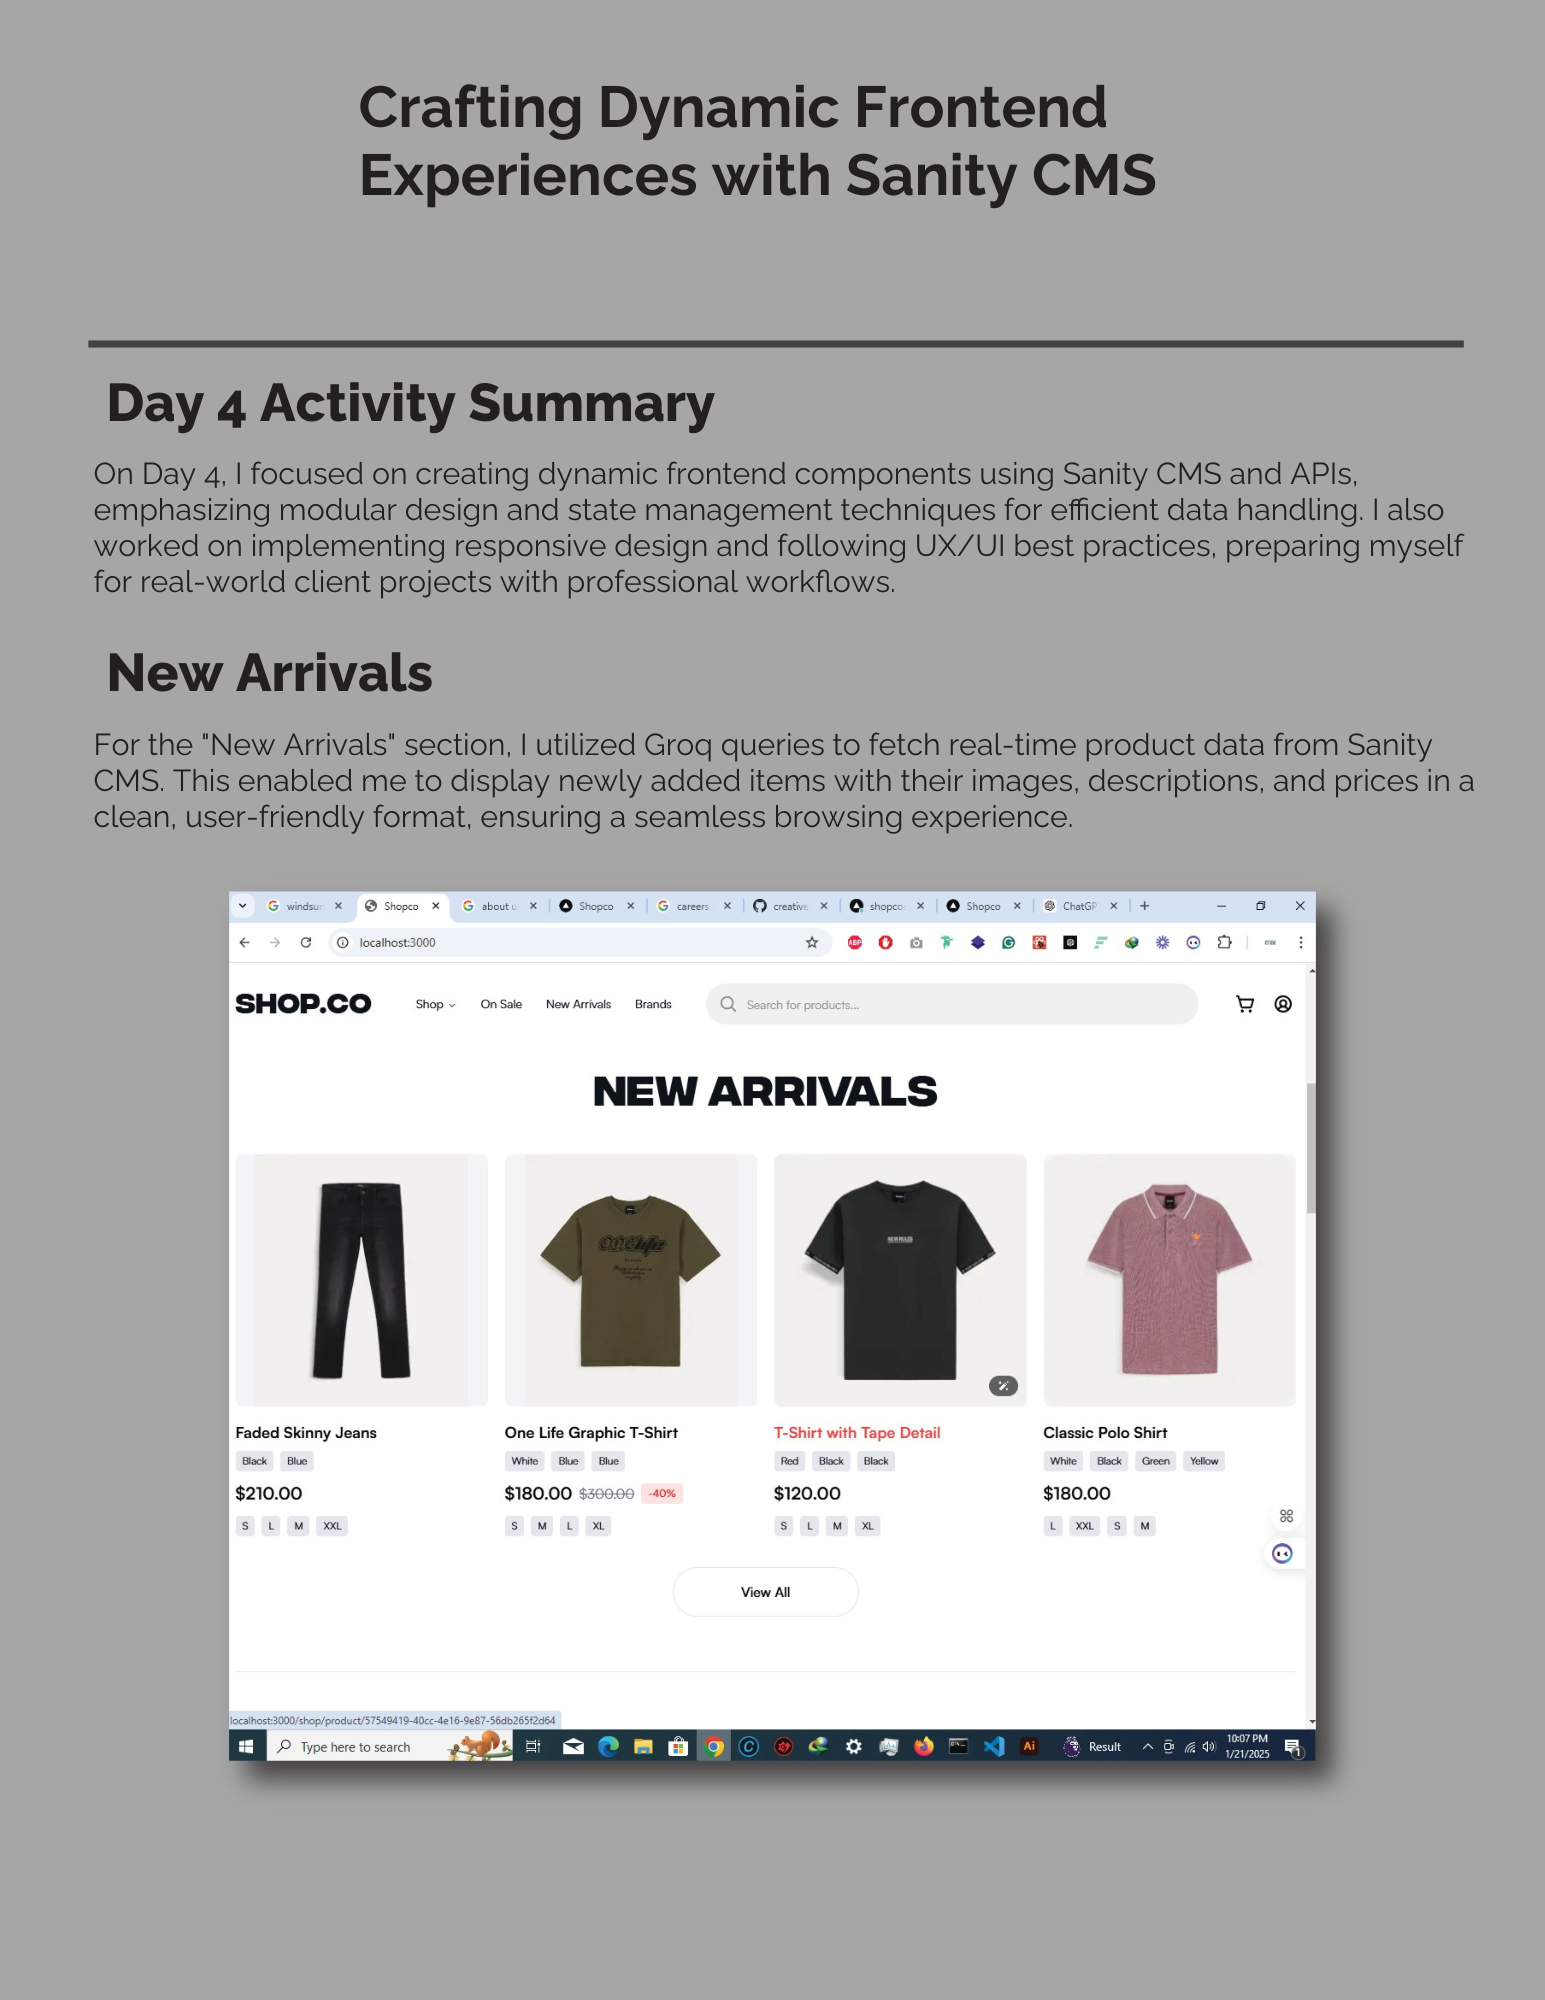 Crafting Dynamic Frontend
Experiences with Sanity CMS
Day 4 Activity Summary
On Day 4, I focused on creating dynamic frontend components using Sanity CMS and APIs,
emphasizing modular design and state management techniques for efficient data handling. I also
worked on implementing responsive design and following UX/UI best practices, preparing myself
for real-world client projects with professional workflows.
New Arrivals
For the "New Arrivals" section, I utilized Groq queries to fetch real-time product data from Sanity
CMS. This enabled me to display newly added items with their images, descriptions, and prices in a
clean, user-friendly format, ensuring a seamless browsing experience.
windsur Shopco about u Shopco careers creative shopco Shopco ChatGP
localhost:3000
ABP
SHOP.CO Shop On Sale New Arrivals Brands Search for products...
NEW ARRIVALS
NEW RULES
Faded Skinny Jeans One Life Graphic T-Shirt T-Shirt with Tape Detail Classic Polo Shirt
Black Blue White Blue Blue Red Black Black White Black Green Yellow
$210.00 $180.00 $300.00 -40% $120.00 $180.00
S L M XXL S M L XL S L M XL L XXL S M
View All
localhost:3000/shop/product/57549419-40cc-4e16-9e87-56db265f2d64
Type here to search Ai Result 10:07 PM
1/21/2025 1